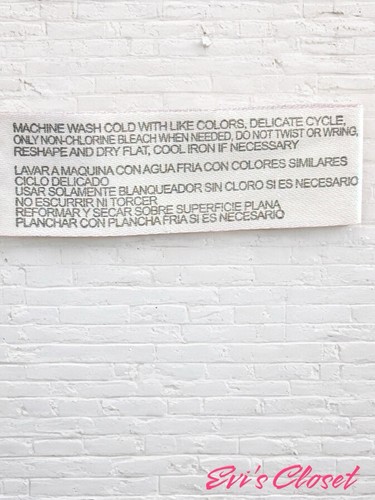 MACHINE WASH COLD WITH LIKE COLORS, DELICATE CYCLE,
ONLY NON-CHLORINE BLEACH WHEN NEEDED, DO NOT TWIST OR WRING,
RESHAPE AND DRY FLAT, COOL IRON IF NECESSARY
LAVAR A MAQUINA CON AGUA FRIA CON COLORES SIMILARES
CICLO DELICADO
USAR SOLAMENTE BLANQUEADOR SIN CLORO SI ES NECESARIO
NO ESCURRIR NI TORCER
REFORMAR Y SECAR SOBRE SUPERFICIE PLANA
PLANCHAR CON PLANCHA FRIA SI ES NECESARIO
Evi's Closet